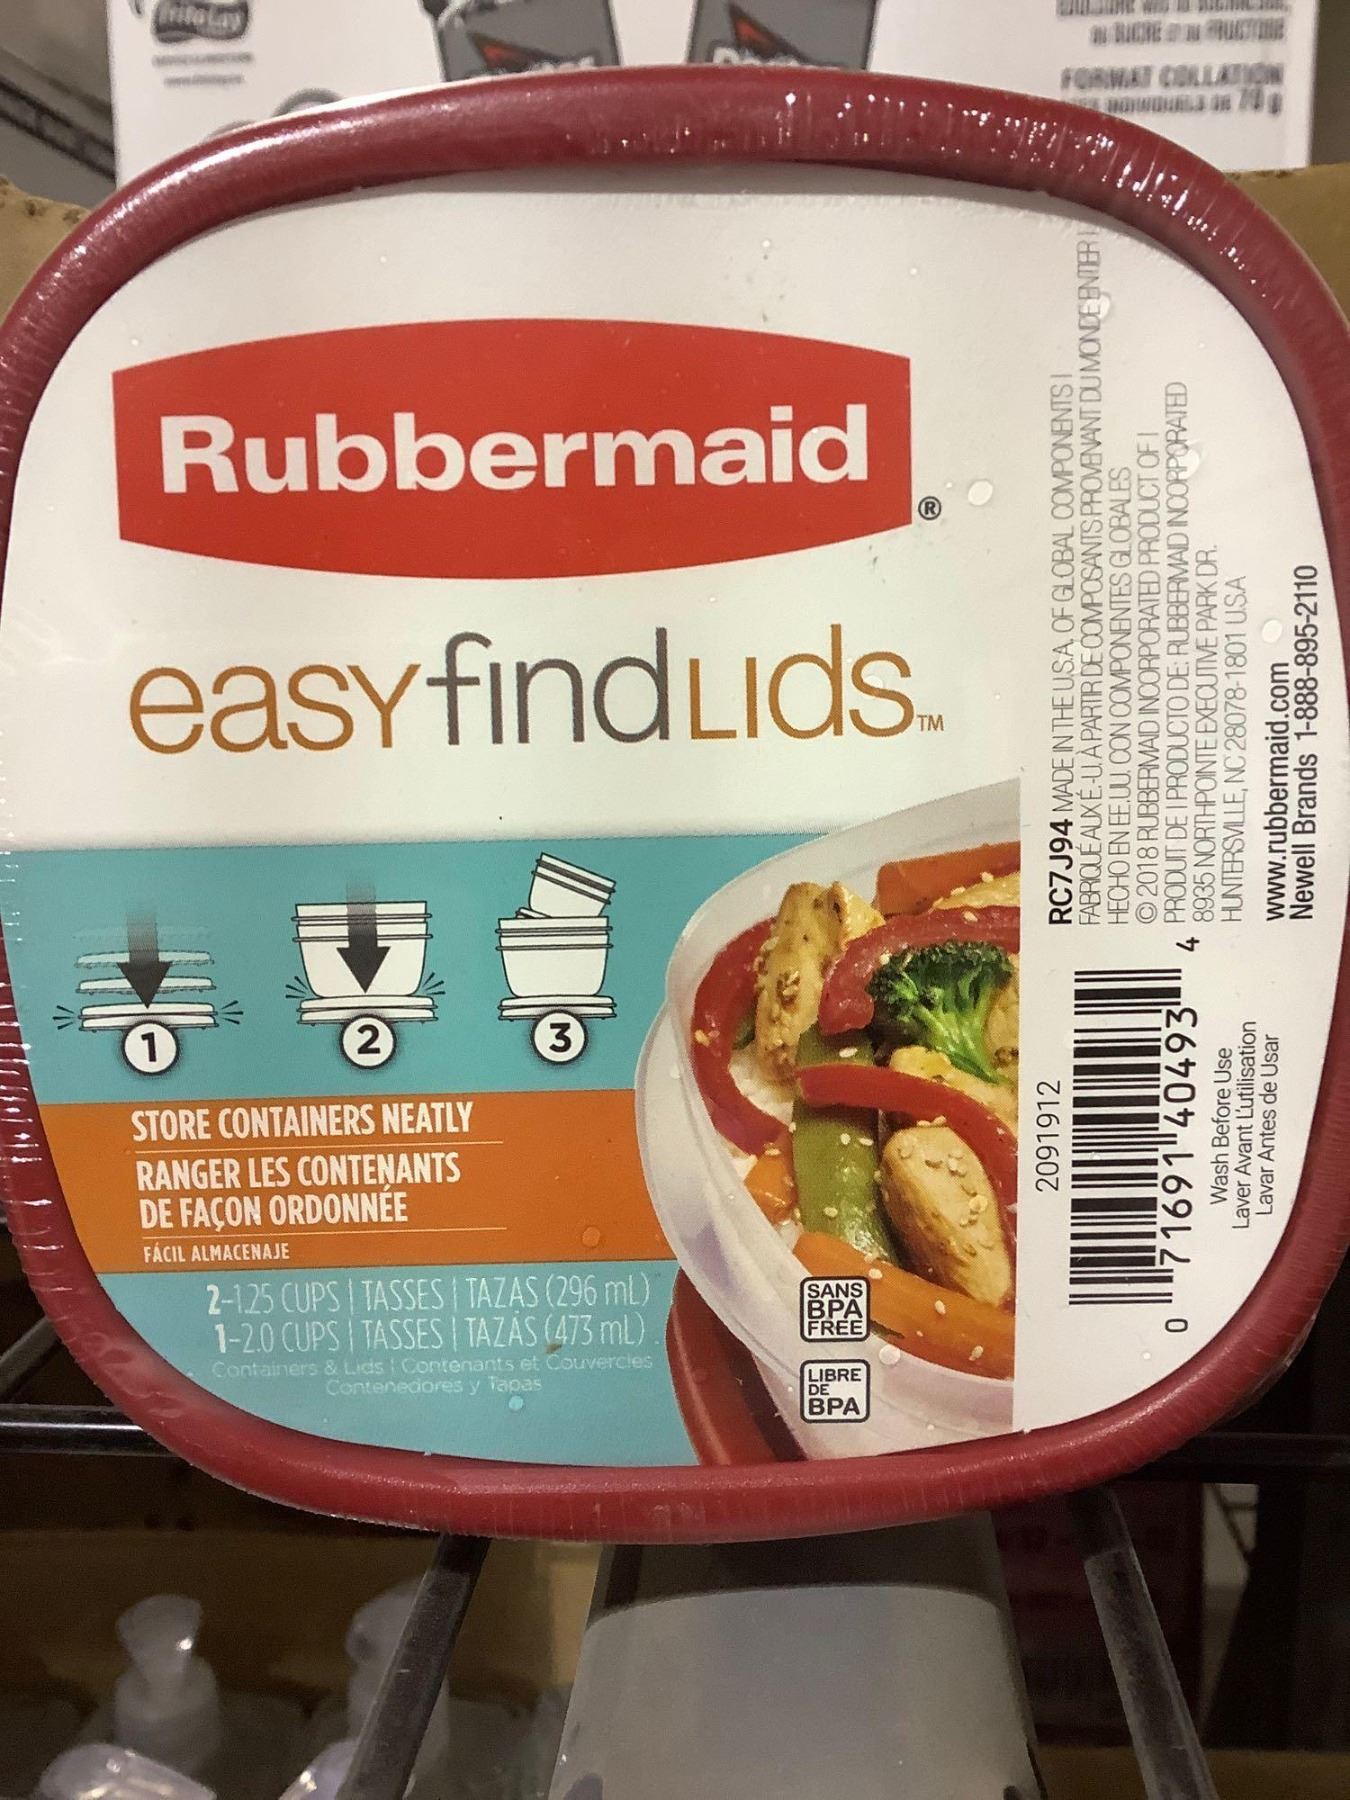 FritoLay
FORMAT COLLATION
Rubbermaid ®
easyfindLids™
1
2
3
STORE CONTAINERS NEATLY
RANGER LES CONTENANTS
DE FAÇON ORDONNÉE
FÁCIL ALMACENAJE
2-1.25 CUPS | TASSES | TAZAS (296 mL)
1-2.0 CUPS | TASSES | TAZAS (473 mL)
Containers & Lids | Contenants et Couvercles
Contenedores y Tapas
SANS
BPA
FREE
LIBRE
DE
BPA
RC7J94 MADE IN THE U.S.A. OF GLOBAL COMPONENTS |
FABRIQUÉ AUX É.-U. À PARTIR DE COMPOSANTS PROVENANT DU MONDE ENTIER |
HECHO EN EE.UU. CON COMPONENTES GLOBALES
© 2018 RUBBERMAID INCORPORATED PRODUCT OF |
PRODUIT DE | PRODUCTO DE: RUBBERMAID INCORPORATED
8935 NORTHPOINTE EXECUTIVE PARK DR.
HUNTERSVILLE, NC 28078-1801 U.S.A
www.rubbermaid.com
Newell Brands 1-888-895-2110
2091912
0 71691 40493 4
Wash Before Use
Laver Avant L'utilisation
Lavar Antes de Usar